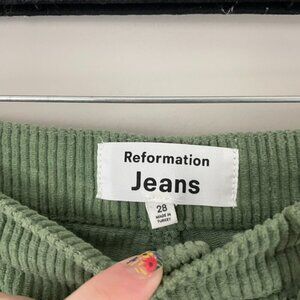 Reformation
Jeans
28
MADE IN
TURKEY